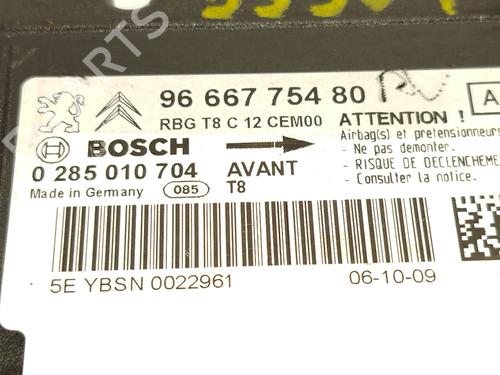 96 667 754 80
RBG T8 C 12 CEM00
A
ATTENTION !
Airbag(s) et pretensionneurs
- Ne pas demonter.
- RISQUE DE DECLENCHEMEN
- Consulter la notice.
BOSCH
AVANT
0 285 010 704
T8
Made in Germany
085
5E YBSN 0022961
06-10-09